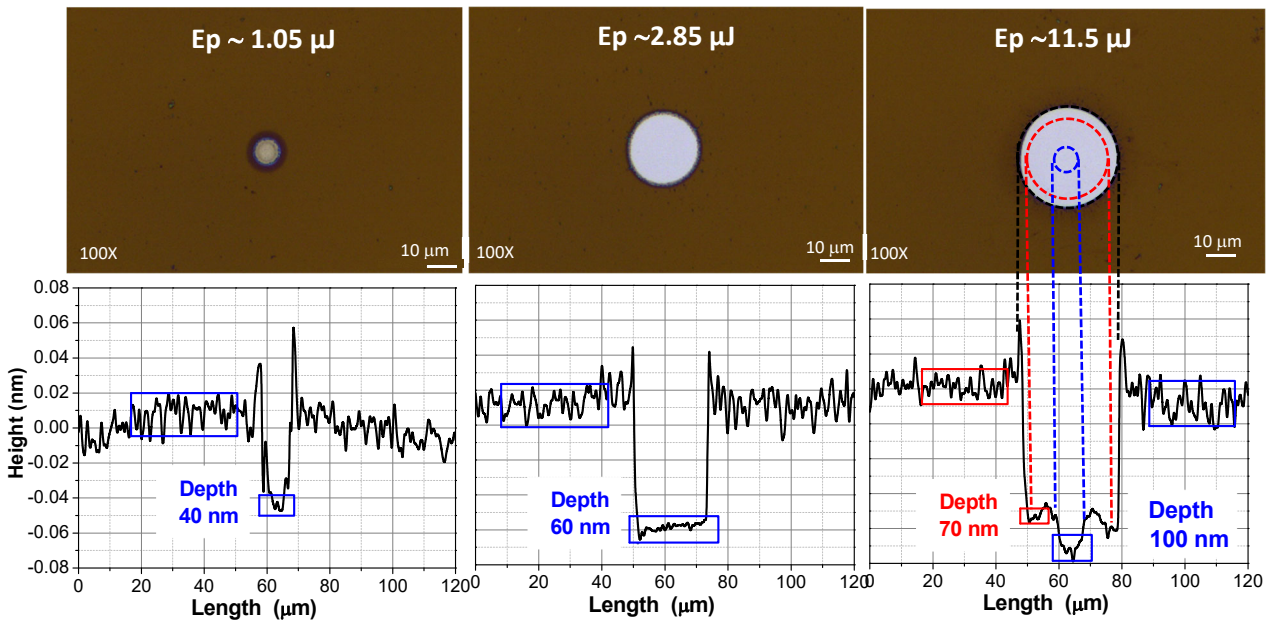 Ep ~ 1.05 µJ
100X
10 µm
Ep ~2.85 µJ
100X
10 µm
Ep ~11.5 µJ
100X
10 µm
Height (nm)
0.08
0.06
0.04
0.02
0.00
-0.02
-0.04
-0.06
-0.08
Depth
40 nm
0 20 40 60 80 100 120
Length (µm)
Depth
60 nm
0 20 40 60 80 100 120
Length (µm)
Depth
70 nm
Depth
100 nm
0 20 40 60 80 100 120
Length (µm)